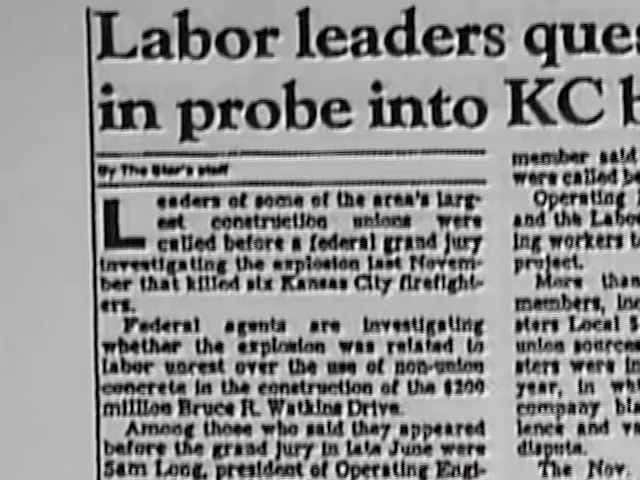 Labor leaders ques
in probe into KC b
By The Star's staff
Leaders of some of the area's larg-
est construction unions were
called before a federal grand jury
investigating the explosion last Novem-
ber that killed six Kansas City firefight-
ers.
Federal agents are investigating
whether the explosion was related to
labor unrest over the use of non-union
concrete in the construction of the $200
million Bruce R. Watkins Drive.
Among those who said they appeared
before the grand jury in late June were
Sam Long, president of Operating Engi-
member said
were called be
Operating
and the Labo
ing workers t
project.
More than
members, inc
sters Local 5
union sources
sters were in
year, in wh
company bla
lence and va
dispute.
The Nov.